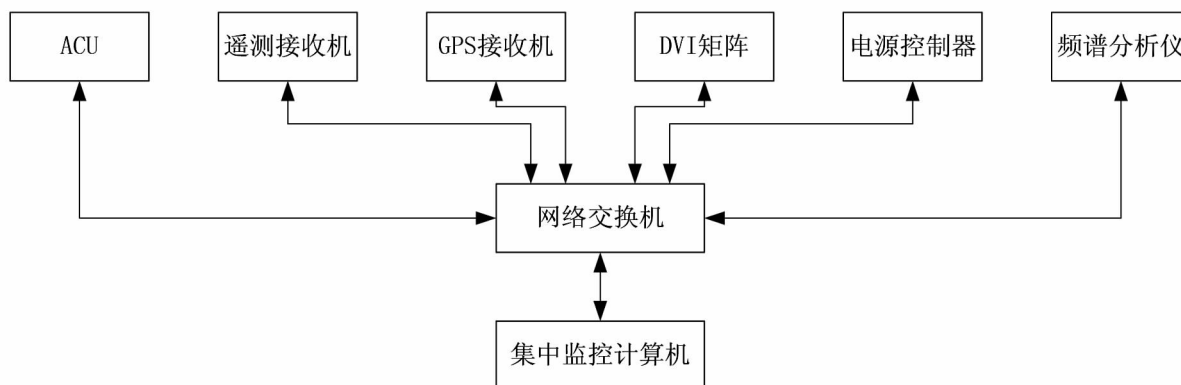 ACU
遥测接收机
GPS接收机
DVI矩阵
电源控制器
频谱分析仪
网络交换机
集中监控计算机